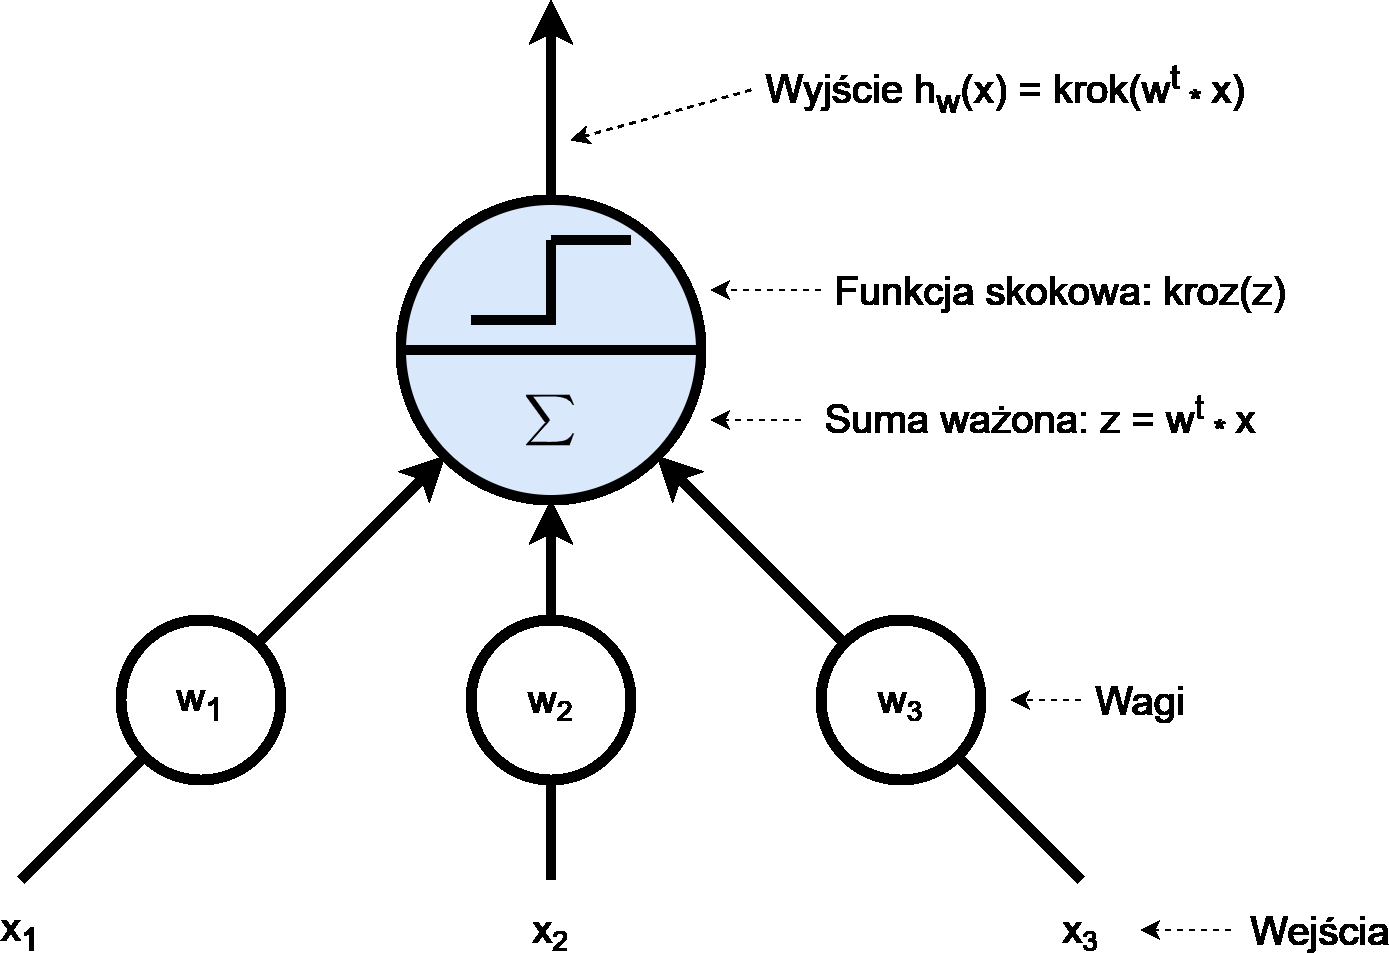 Wyjście hw(x) = krok(wᵗ * x)
Funkcja skokowa: kroz(z)
∑
Suma ważona: z = wᵗ * x
w₁ w₂ w₃ Wagi
x₁ x₂ x₃ Wejścia